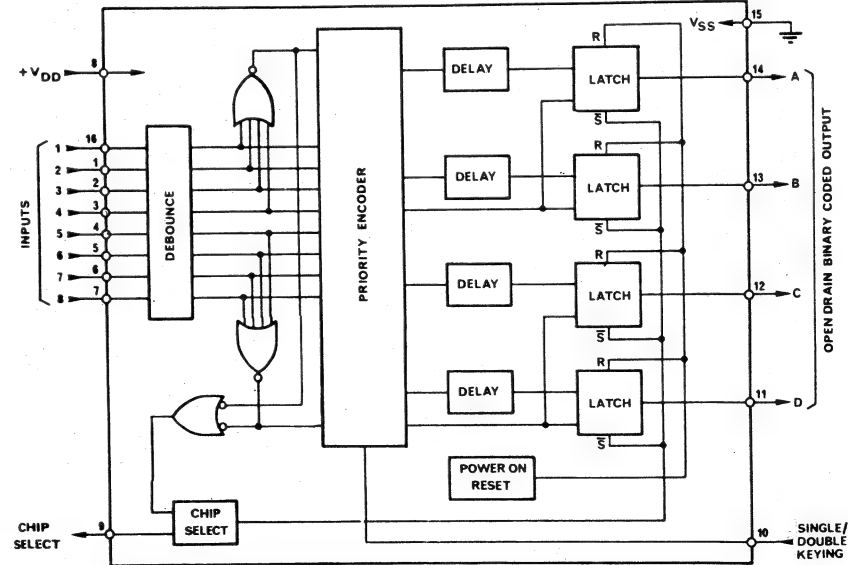 VSS
15
+VDD
8
R
DELAY
LATCH
14
A
S̅
INPUTS
1
16
2
1
3
2
4
3
5
4
6
5
7
6
8
7
DEBOUNCE
PRIORITY ENCODER
R
DELAY
LATCH
13
B
S̅
R
DELAY
LATCH
12
C
S̅
R
DELAY
LATCH
11
D
S̅
OPEN DRAIN BINARY CODED OUTPUT
POWER ON
RESET
CHIP
SELECT
9
CHIP
SELECT
10
SINGLE/
DOUBLE
KEYING